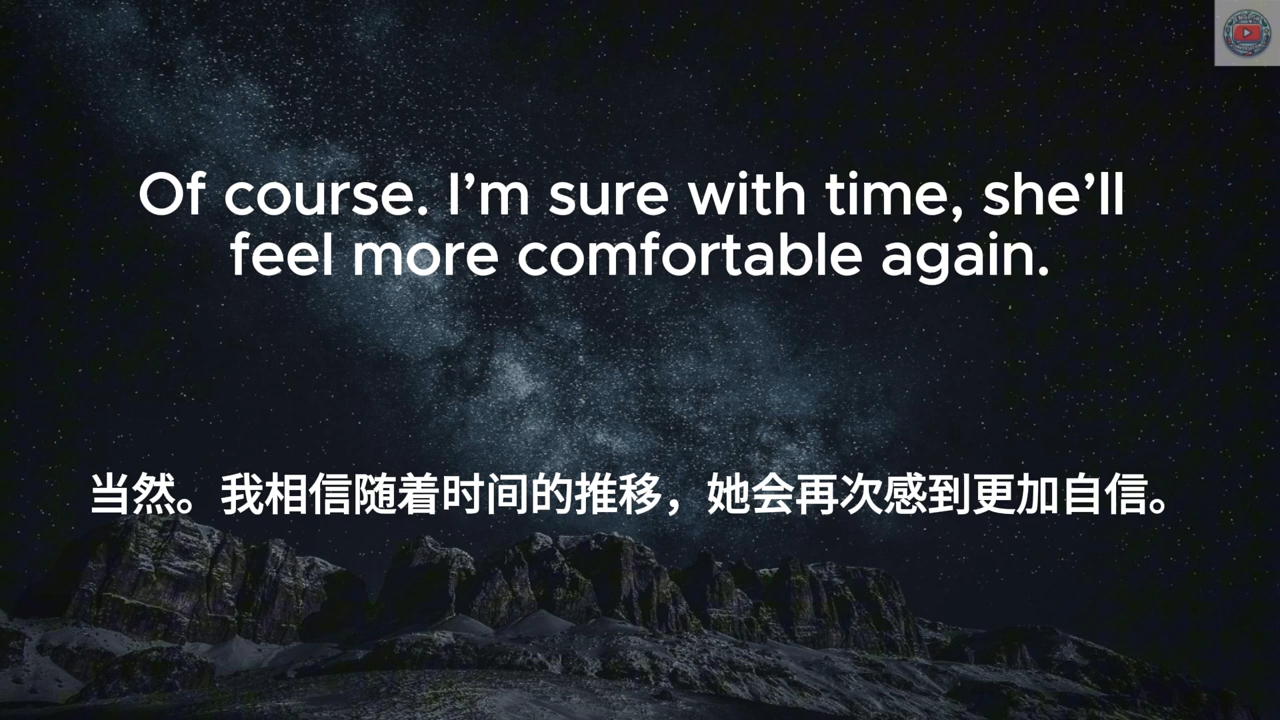 Of course. I’m sure with time, she’ll
feel more comfortable again.
当然。我相信随着时间的推移，她会再次感到更加自信。